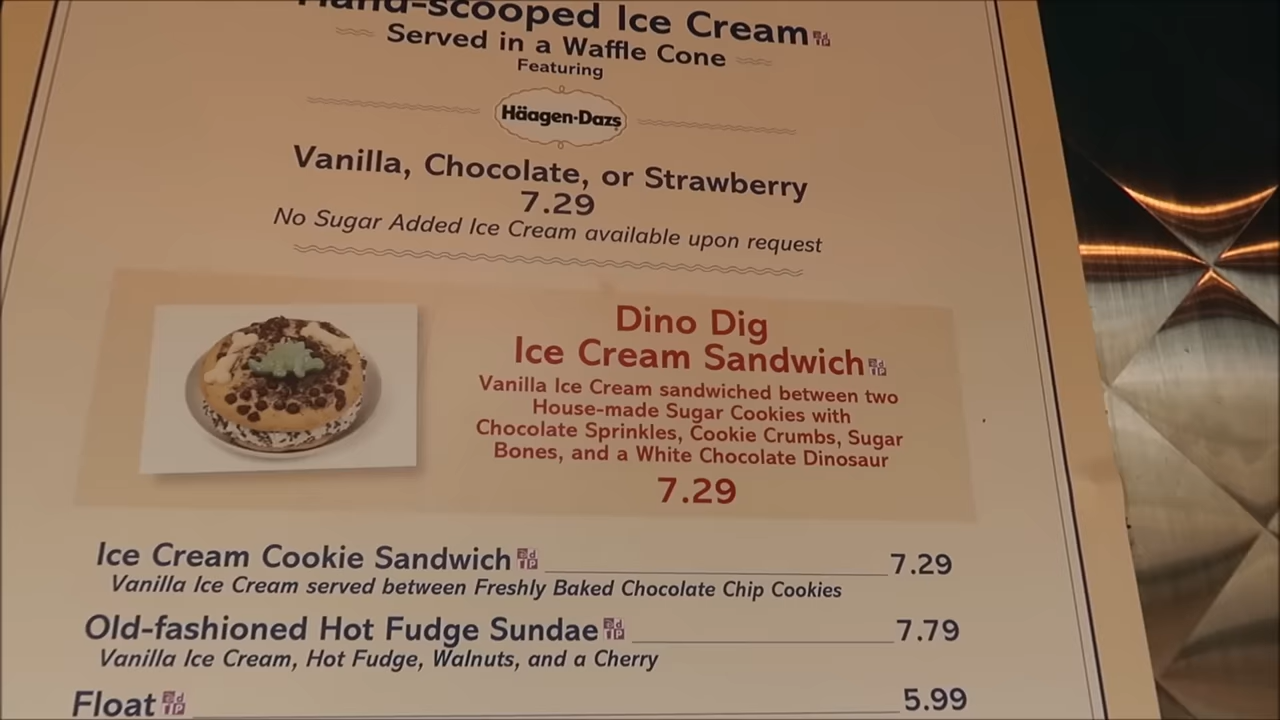 Hand-scooped Ice Cream
Served in a Waffle Cone
Featuring
Häagen-Dazs
Vanilla, Chocolate, or Strawberry
7.29
No Sugar Added Ice Cream available upon request
Dino Dig
Ice Cream Sandwich
Vanilla Ice Cream sandwiched between two
House-made Sugar Cookies with
Chocolate Sprinkles, Cookie Crumbs, Sugar
Bones, and a White Chocolate Dinosaur
7.29
Ice Cream Cookie Sandwich 7.29
Vanilla Ice Cream served between Freshly Baked Chocolate Chip Cookies
Old-fashioned Hot Fudge Sundae 7.79
Vanilla Ice Cream, Hot Fudge, Walnuts, and a Cherry
Float 5.99